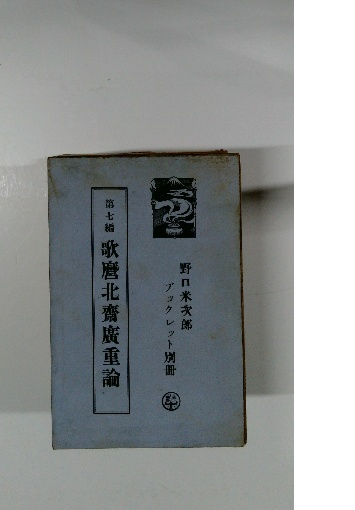 野口米次郎
ブックレット別冊
第七編 歌麿北齋廣重論